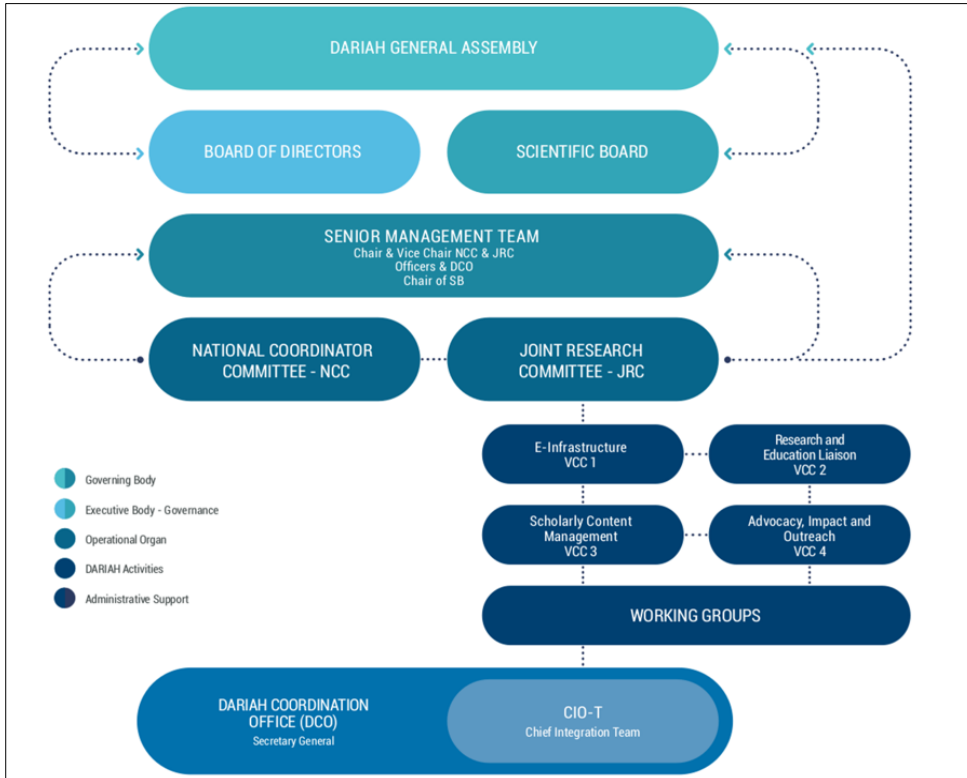 DARIAH GENERAL ASSEMBLY
BOARD OF DIRECTORS
SCIENTIFIC BOARD
SENIOR MANAGEMENT TEAM
Chair & Vice Chair NCC & JRC
Officers & DCO
Chair of SB
NATIONAL COORDINATOR
COMMITTEE - NCC
JOINT RESEARCH
COMMITTEE - JRC
E-Infrastructure
VCC 1
Research and
Education Liaison
VCC 2
Scholarly Content
Management
VCC 3
Advocacy, Impact and
Outreach
VCC 4
Governing Body
Executive Body - Governance
Operational Organ
DARIAH Activities
Administrative Support
WORKING GROUPS
DARIAH COORDINATION
OFFICE (DCO)
Secretary General
CIO-T
Chief Integration Team